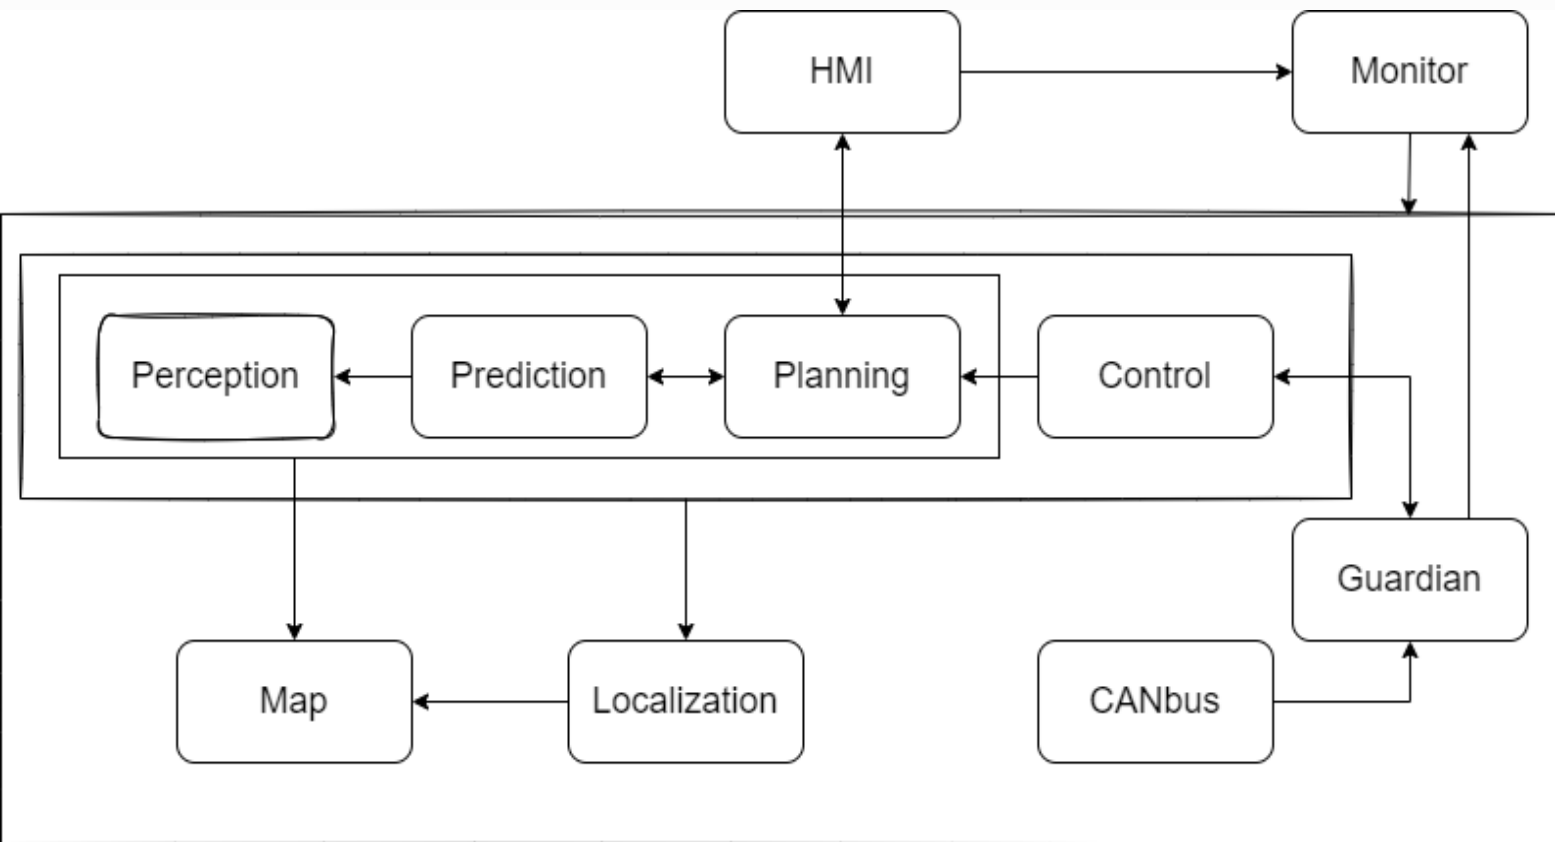 HMI
Monitor
Perception
Prediction
Planning
Control
Guardian
Map
Localization
CANbus